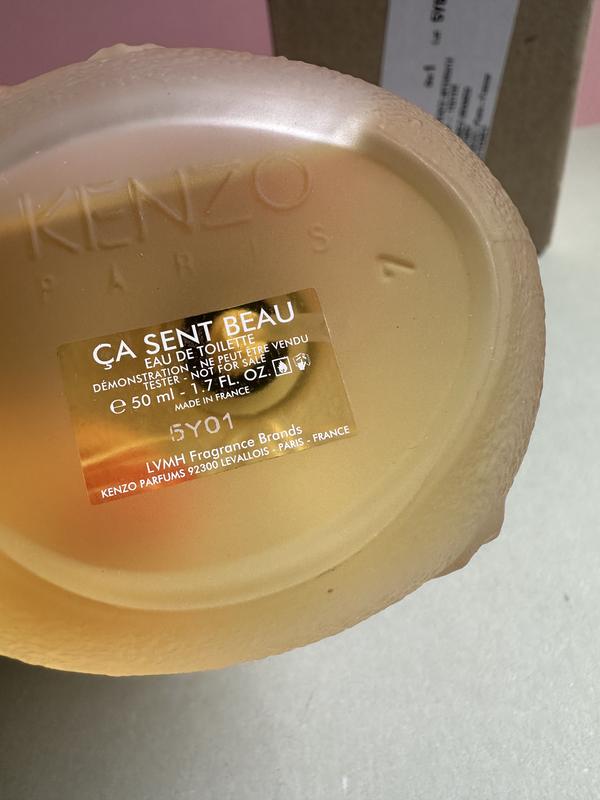 KENZO
PARIS
1
ÇA SENT BEAU
EAU DE TOILETTE
DÉMONSTRATION - NE PEUT ÊTRE VENDU
TESTER - NOT FOR SALE
℮ 50 ml - 1.7 FL. OZ.
MADE IN FRANCE
5Y01
LVMH Fragrance Brands
KENZO PARFUMS 92300 LEVALLOIS - PARIS - FRANCE